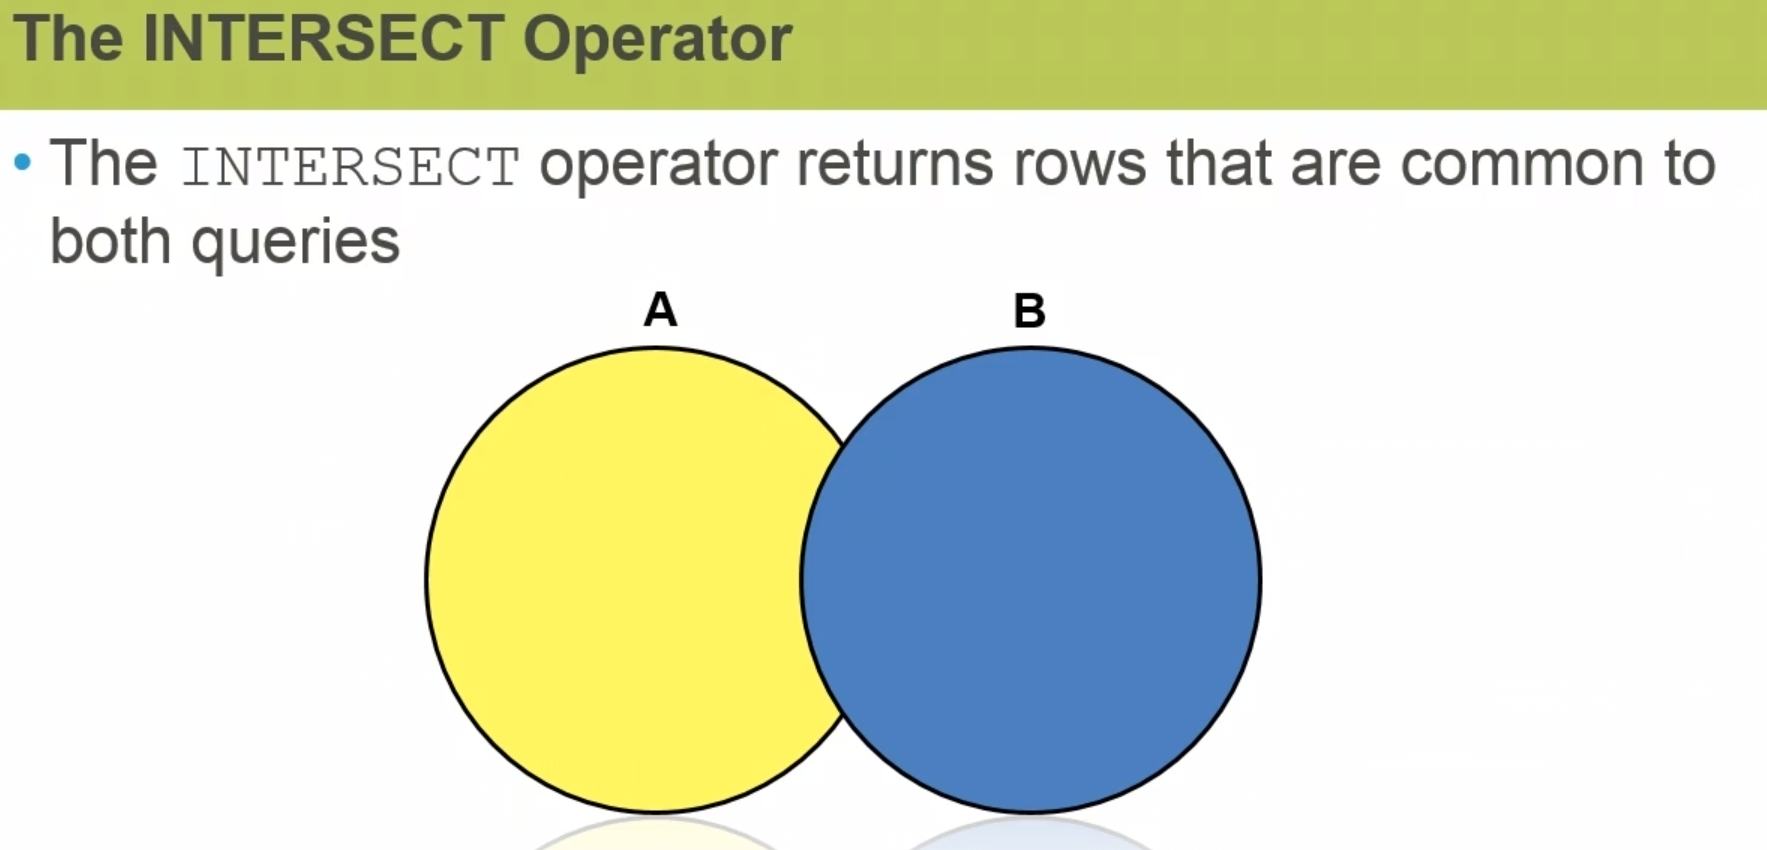 The INTERSECT Operator
• The INTERSECT operator returns rows that are common to
both queries
A B